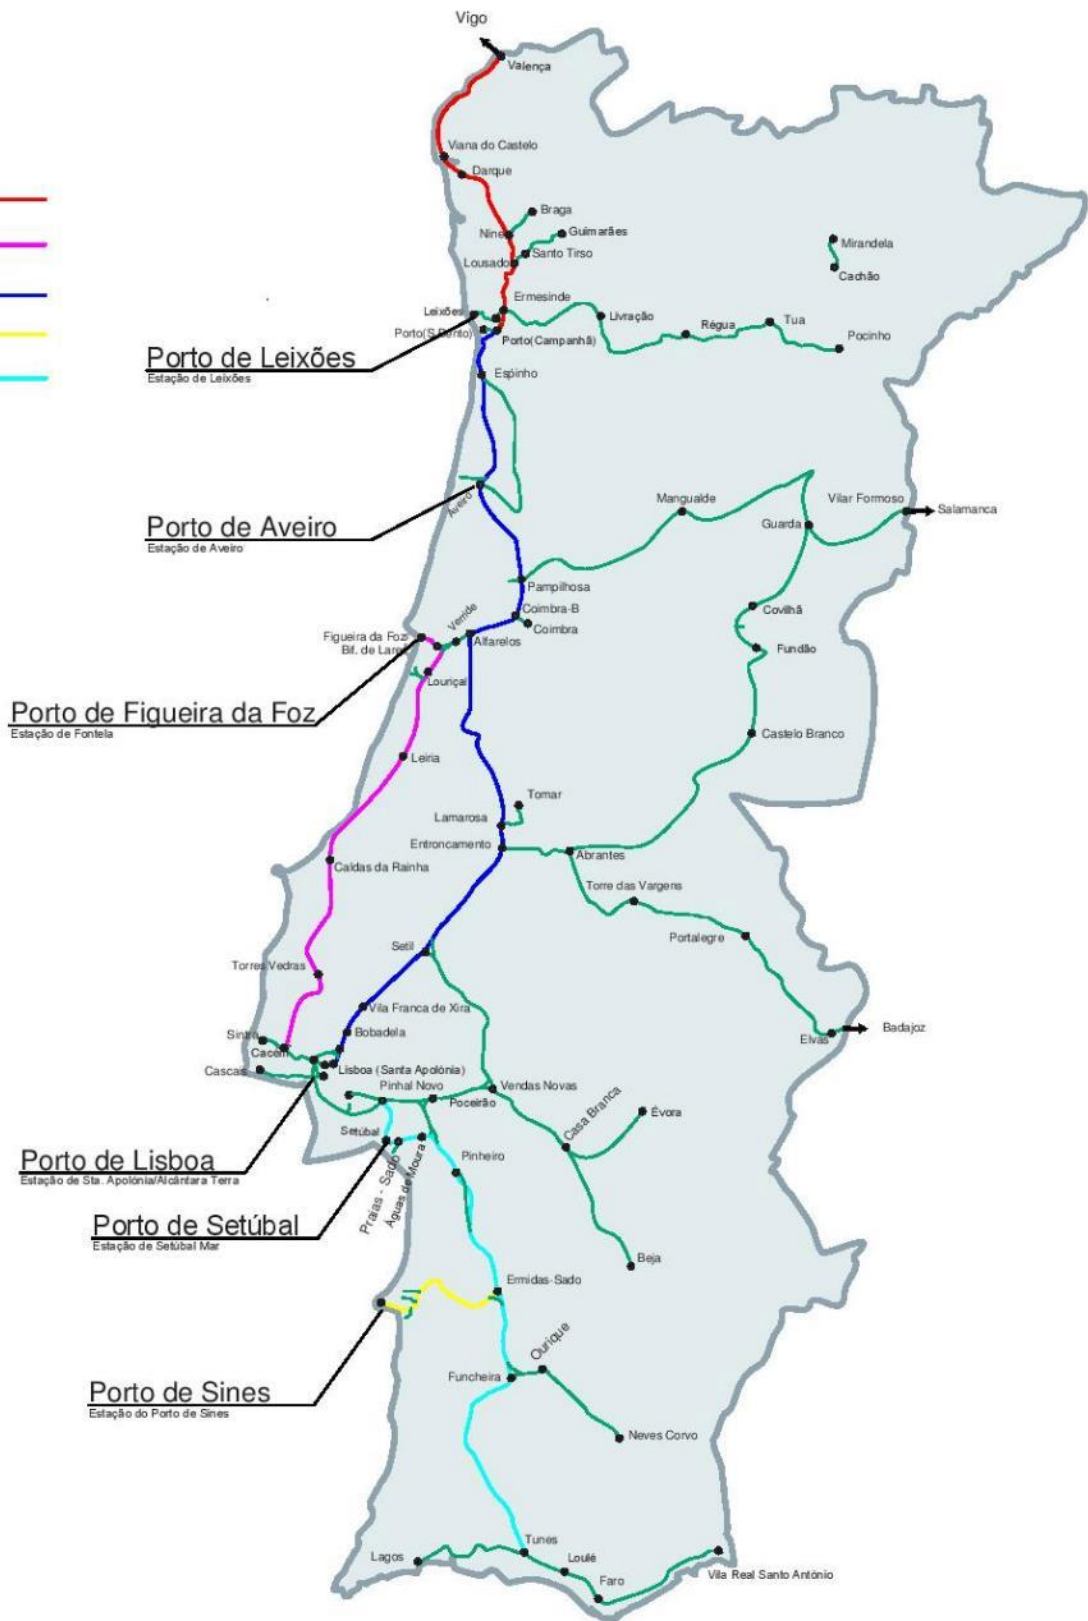 Vigo
Valença
Viana do Castelo
Darque
Braga
Nine
Guimarães
Santo Tirso
Lousado
Mirandela
Cachão
Ermesinde
Leixões
Livração
Régua
Tua
Pocinho
Porto(S.Bento)
Porto(Campanhã)
Porto de Leixões
Estação de Leixões
Espinho
Aveiro
Mangualde
Vilar Formoso
Salamanca
Guarda
Porto de Aveiro
Estação de Aveiro
Pampilhosa
Coimbra-B
Coimbra
Covilhã
Verride
Figueira da Foz
Alfarelos
Bif. de Lares
Fundão
Louriçal
Porto de Figueira da Foz
Estação de Fontela
Castelo Branco
Leiria
Tomar
Lamarosa
Entroncamento
Abrantes
Caldas da Rainha
Torre das Vargens
Portalegre
Setil
Torres Vedras
Vila Franca de Xira
Bobadela
Badajoz
Elvas
Sintra
Cacém
Cascais
Lisboa (Santa Apolónia)
Pinhal Novo
Vendas Novas
Poceirão
Casa Branca
Évora
Setúbal
Praias - Sado
Águas de Moura
Pinheiro
Porto de Lisboa
Estação de Sta. Apolónia/Alcântara Terra
Porto de Setúbal
Estação de Setúbal Mar
Beja
Ermidas-Sado
Ourique
Funcheira
Porto de Sines
Estação do Porto de Sines
Neves Corvo
Tunes
Lagos
Loulé
Faro
Vila Real Santo António